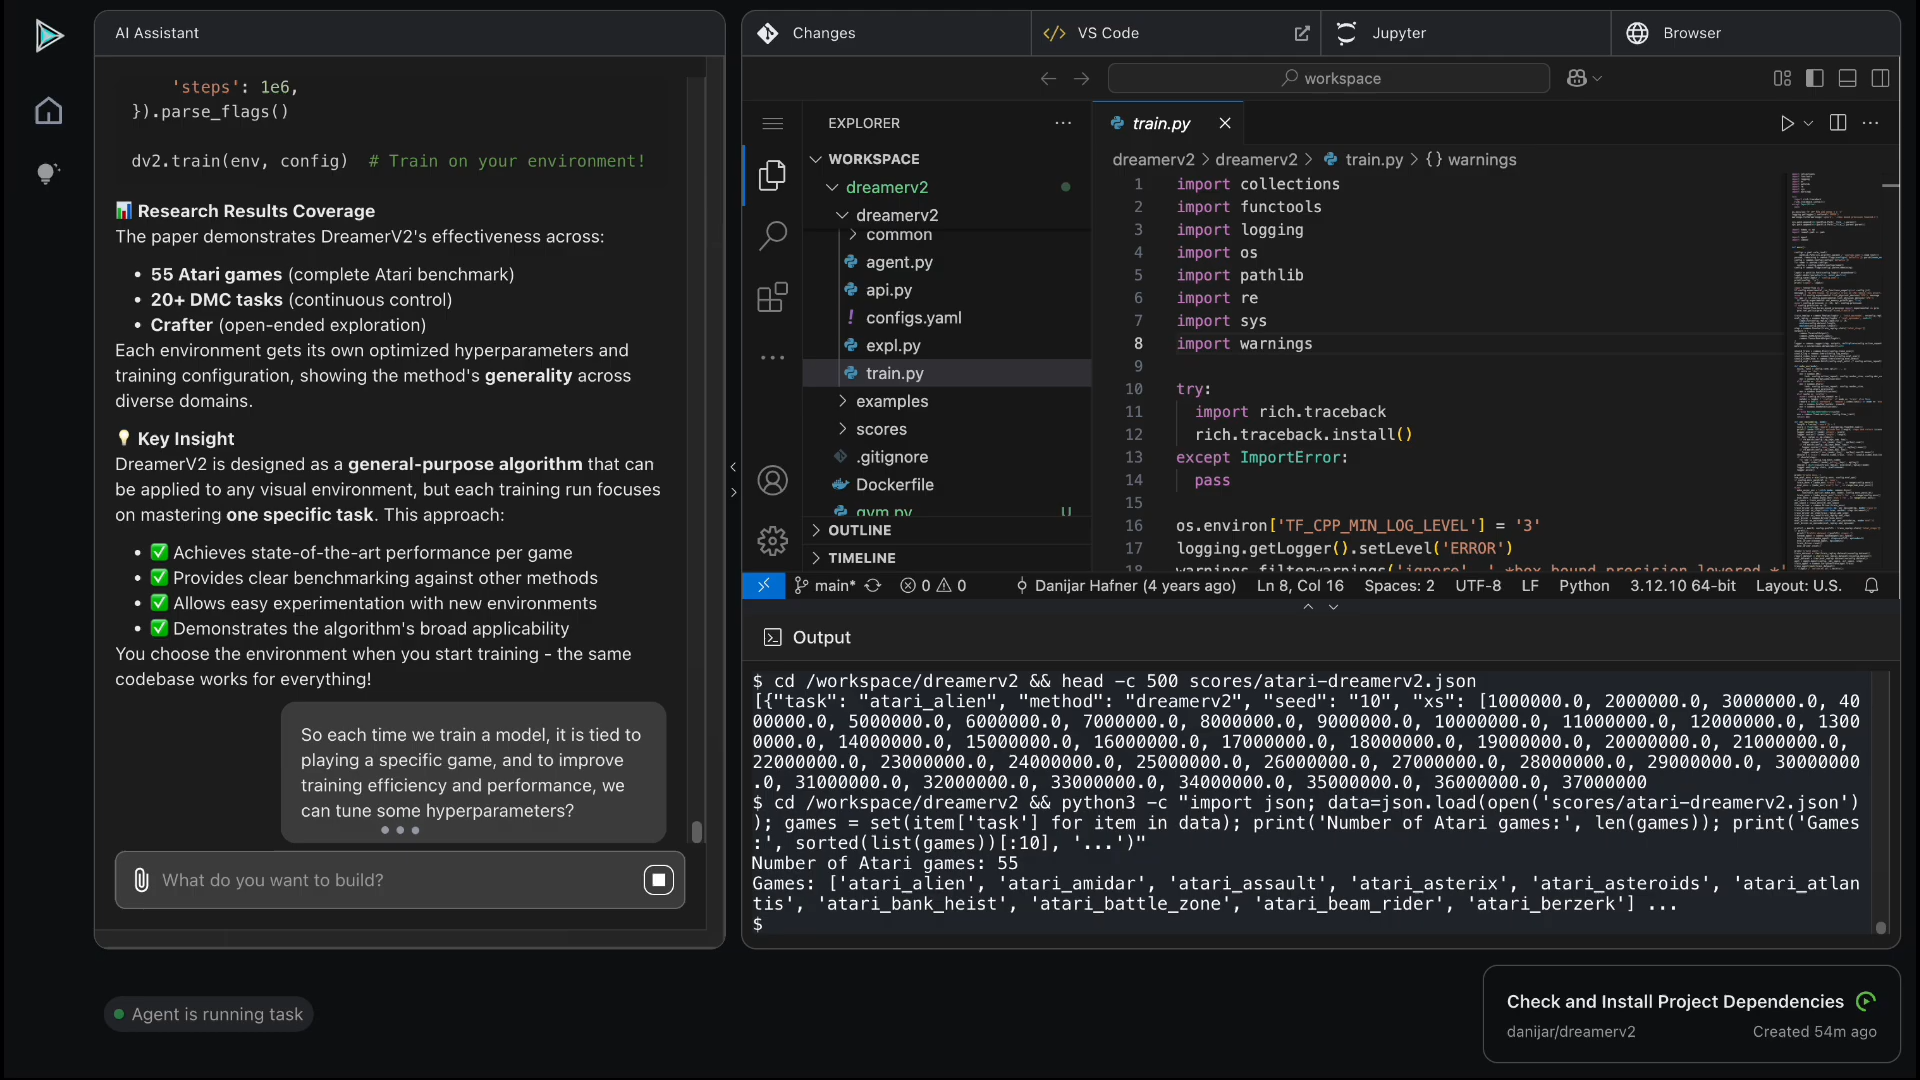 AI Assistant
'steps': 1e6,
}).parse_flags()
dv2.train(env, config)  # Train on your environment!
📊 Research Results Coverage
The paper demonstrates DreamerV2's effectiveness across:
• 55 Atari games (complete Atari benchmark)
• 20+ DMC tasks (continuous control)
• Crafter (open-ended exploration)
Each environment gets its own optimized hyperparameters and
training configuration, showing the method's generality across
diverse domains.
💡 Key Insight
DreamerV2 is designed as a general-purpose algorithm that can
be applied to any visual environment, but each training run focuses
on mastering one specific task. This approach:
• ✅ Achieves state-of-the-art performance per game
• ✅ Provides clear benchmarking against other methods
• ✅ Allows easy experimentation with new environments
• ✅ Demonstrates the algorithm's broad applicability
You choose the environment when you start training - the same
codebase works for everything!
So each time we train a model, it is tied to
playing a specific game, and to improve
training efficiency and performance, we
can tune some hyperparameters?
What do you want to build?
Agent is running task
Changes
VS Code
Jupyter
Browser
workspace
EXPLORER
WORKSPACE
dreamerv2
dreamerv2
common
agent.py
api.py
configs.yaml
expl.py
train.py
examples
scores
.gitignore
Dockerfile
gym.py U
OUTLINE
TIMELINE
train.py
dreamerv2 > dreamerv2 > train.py > {} warnings
1 import collections
2 import functools
3 import logging
4 import os
5 import pathlib
6 import re
7 import sys
8 import warnings
9
10 try:
11 import rich.traceback
12 rich.traceback.install()
13 except ImportError:
14 pass
15
16 os.environ['TF_CPP_MIN_LOG_LEVEL'] = '3'
17 logging.getLogger().setLevel('ERROR')
18 warnings.filterwarnings('ignore', '.*box bound precision lowered.*'
main* 0 0 Danijar Hafner (4 years ago) Ln 8, Col 16 Spaces: 2 UTF-8 LF Python 3.12.10 64-bit Layout: U.S.
Output
$ cd /workspace/dreamerv2 && head -c 500 scores/atari-dreamerv2.json
[{"task": "atari_alien", "method": "dreamerv2", "seed": "10", "xs": [1000000.0, 2000000.0, 3000000.0, 40
00000.0, 5000000.0, 6000000.0, 7000000.0, 8000000.0, 9000000.0, 10000000.0, 11000000.0, 12000000.0, 1300
0000.0, 14000000.0, 15000000.0, 16000000.0, 17000000.0, 18000000.0, 19000000.0, 20000000.0, 21000000.0,
22000000.0, 23000000.0, 24000000.0, 25000000.0, 26000000.0, 27000000.0, 28000000.0, 29000000.0, 30000000
.0, 31000000.0, 32000000.0, 33000000.0, 34000000.0, 35000000.0, 36000000.0, 37000000
$ cd /workspace/dreamerv2 && python3 -c "import json; data=json.load(open('scores/atari-dreamerv2.json')
); games = set(item['task'] for item in data); print('Number of Atari games:', len(games)); print('Games
:', sorted(list(games))[:10], '...')"
Number of Atari games: 55
Games: ['atari_alien', 'atari_amidar', 'atari_assault', 'atari_asterix', 'atari_asteroids', 'atari_atlan
tis', 'atari_bank_heist', 'atari_battle_zone', 'atari_beam_rider', 'atari_berzerk'] ...
$
Check and Install Project Dependencies
danijar/dreamerv2 Created 54m ago